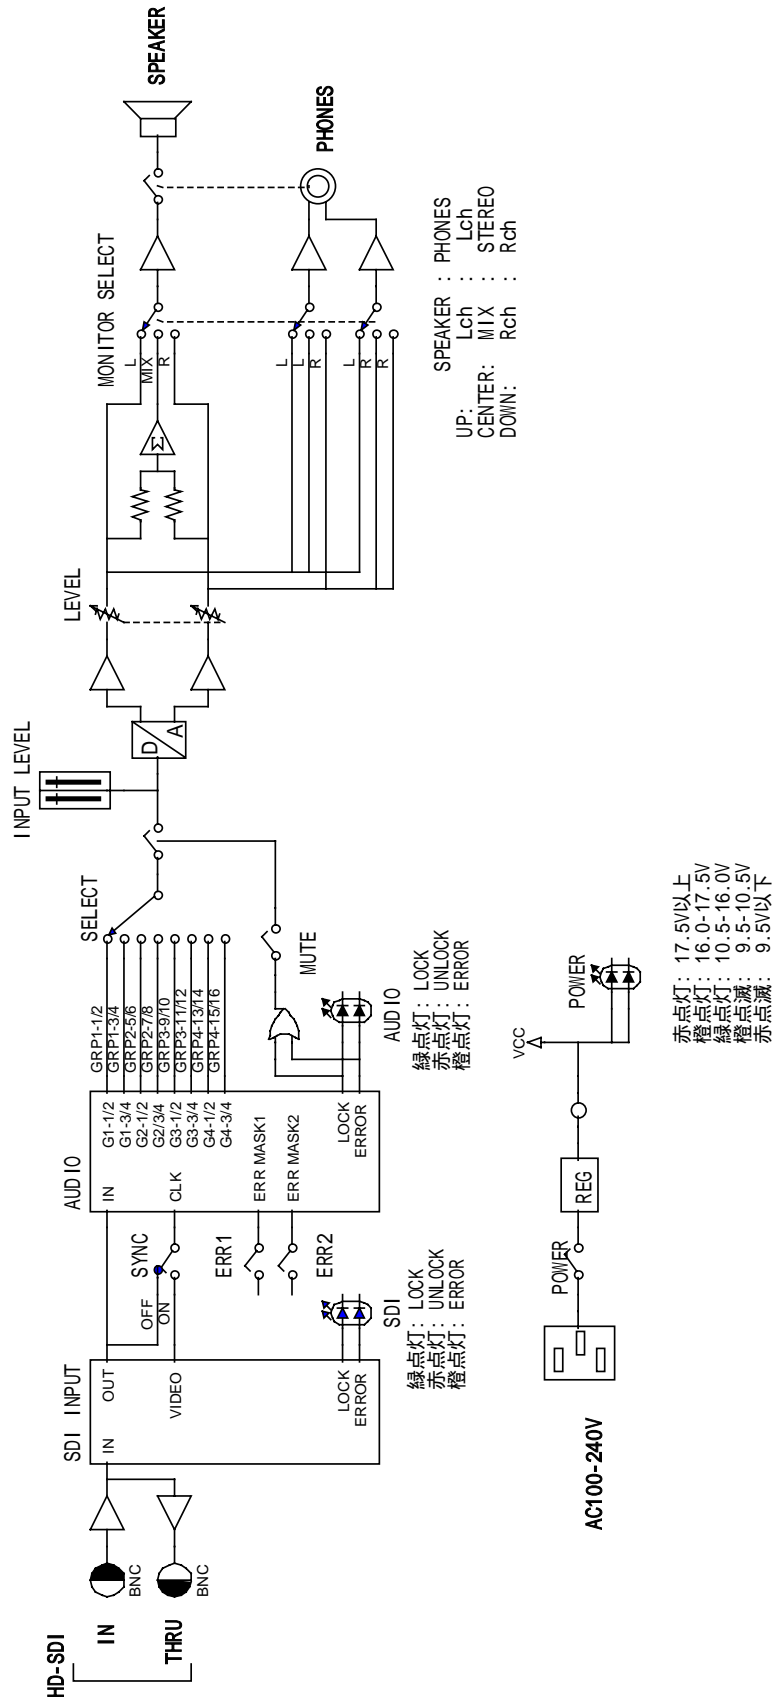 HD-SDI
IN
THRU
BNC
BNC
SDI INPUT
IN
OUT
VIDEO
LOCK
ERROR
SDI
緑点灯: LOCK
赤点灯: UNLOCK
橙点灯: ERROR
OFF
ON
SYNC
ERR1
ERR2
AUDIO
IN
CLK
ERR MASK1
ERR MASK2
G1-1/2
G1-3/4
G2-1/2
G2/3/4
G3-1/2
G3-3/4
G4-1/2
G4-3/4
LOCK
ERROR
GRP1-1/2
GRP1-3/4
GRP2-5/6
GRP2-7/8
GRP3-9/10
GRP3-11/12
GRP4-13/14
GRP4-15/16
AUDIO
緑点灯: LOCK
赤点灯: UNLOCK
橙点灯: ERROR
SELECT
MUTE
INPUT LEVEL
D
A
LEVEL
Σ
MONITOR SELECT
L
MIX
R
L
L
R
L
R
R
SPEAKER
PHONES
SPEAKER : PHONES
UP: Lch : Lch
CENTER: MIX : STEREO
DOWN: Rch : Rch
AC100-240V
POWER
REG
VCC
POWER
赤点灯: 17.5V以上
橙点灯: 16.0-17.5V
緑点灯: 10.5-16.0V
橙点滅: 9.5-10.5V
赤点滅: 9.5V以下